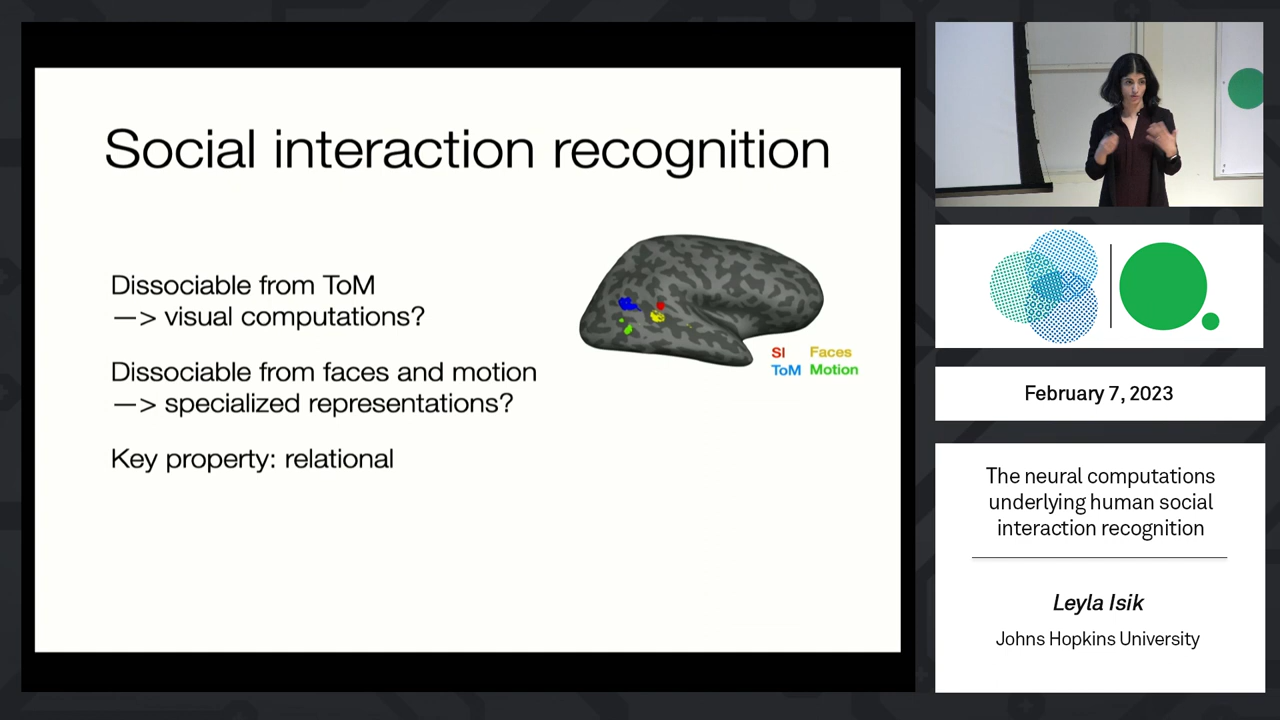 Social interaction recognition
Dissociable from ToM
—> visual computations?
Dissociable from faces and motion
—> specialized representations?
Key property: relational
SI Faces
ToM Motion
February 7, 2023
The neural computations
underlying human social
interaction recognition
Leyla Isik
Johns Hopkins University